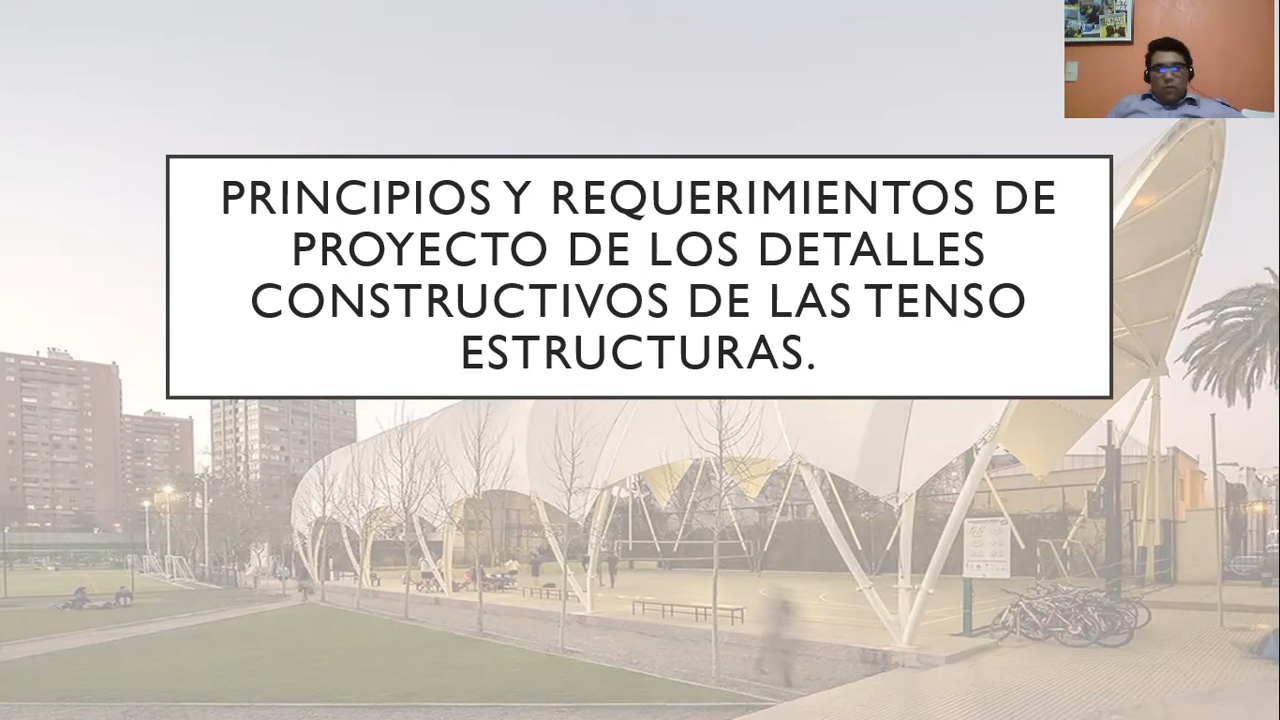 PRINCIPIOS Y REQUERIMIENTOS DE
PROYECTO DE LOS DETALLES
CONSTRUCTIVOS DE LAS TENSO
ESTRUCTURAS.